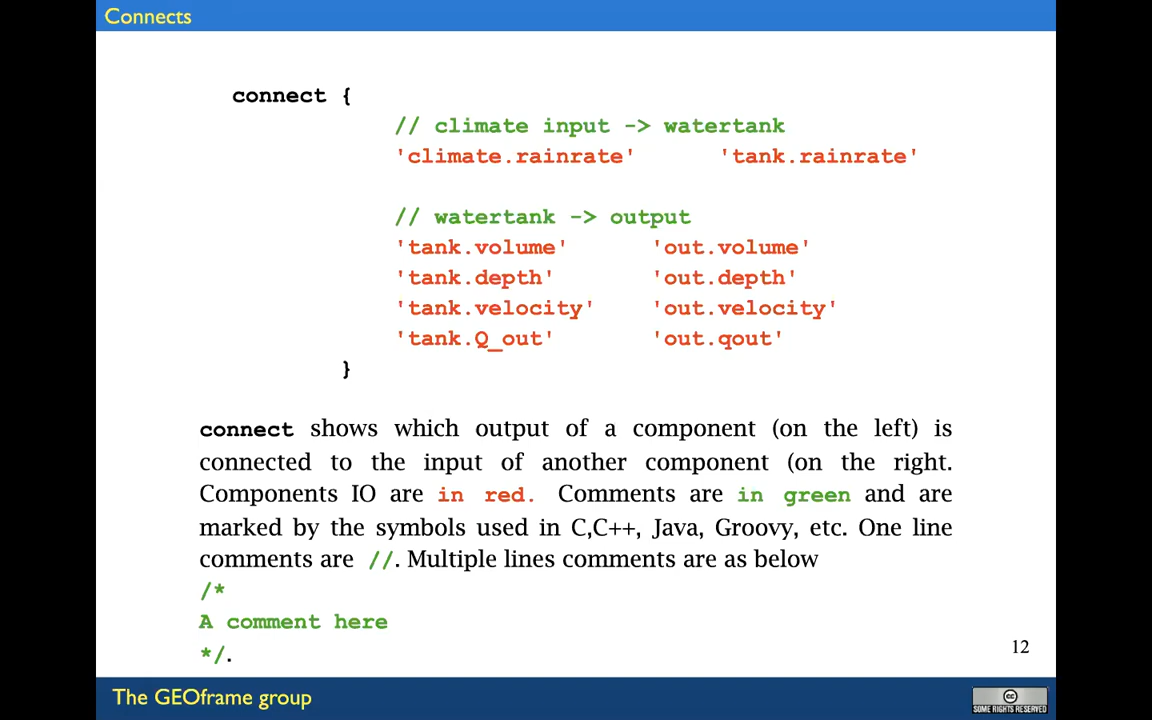 Connects
connect {
// climate input -> watertank
'climate.rainrate' 'tank.rainrate'
// watertank -> output
'tank.volume' 'out.volume'
'tank.depth' 'out.depth'
'tank.velocity' 'out.velocity'
'tank.Q_out' 'out.qout'
}
connect shows which output of a component (on the left) is
connected to the input of another component (on the right.
Components IO are in red. Comments are in green and are
marked by the symbols used in C,C++, Java, Groovy, etc. One line
comments are //. Multiple lines comments are as below
/*
A comment here
*/.
12
The GEOframe group
cc
SOME RIGHTS RESERVED